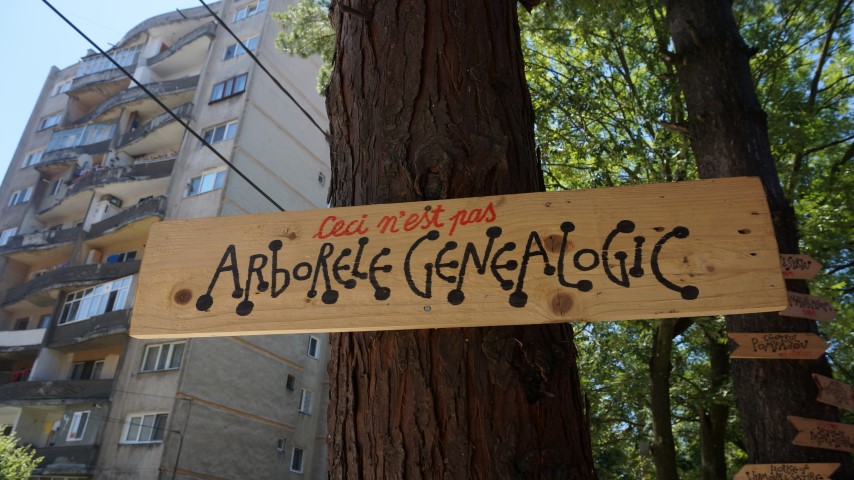 Ceci n'est pas
ARBORELE GENEALOGIC